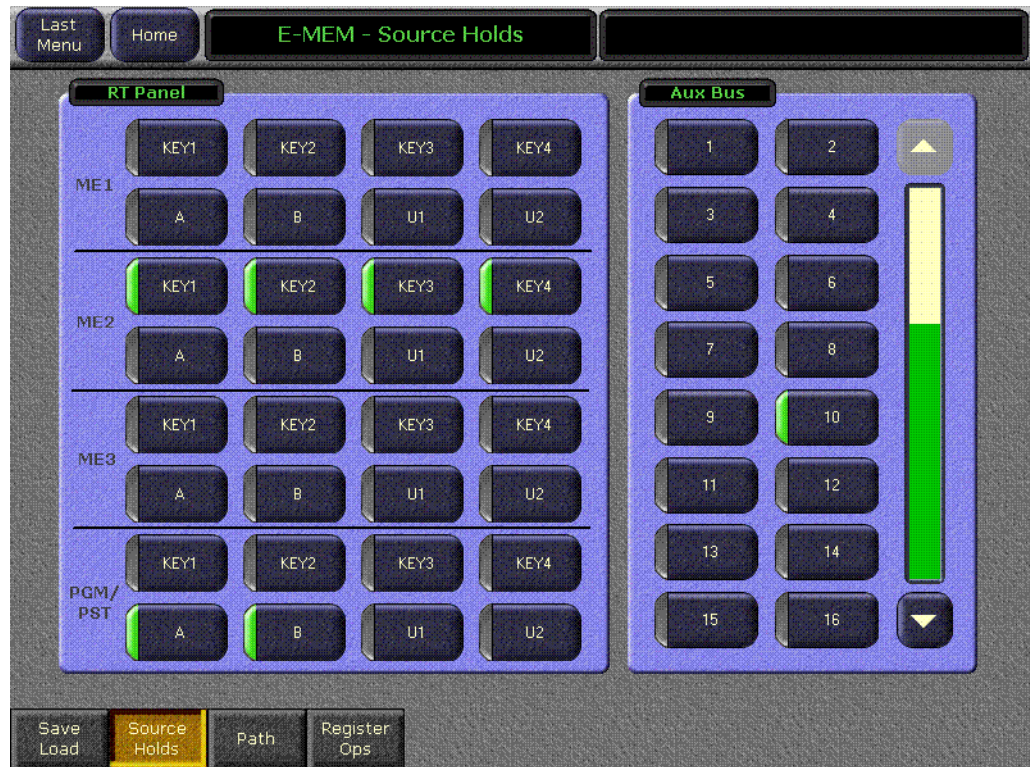 Last
Menu
Home
E-MEM - Source Holds
RT Panel
Aux Bus
ME1
KEY1 KEY2 KEY3 KEY4
A B U1 U2
ME2
KEY1 KEY2 KEY3 KEY4
A B U1 U2
ME3
KEY1 KEY2 KEY3 KEY4
A B U1 U2
PGM/
PST
KEY1 KEY2 KEY3 KEY4
A B U1 U2
1 2
3 4
5 6
7 8
9 10
11 12
13 14
15 16
Save
Load
Source
Holds
Path
Register
Ops